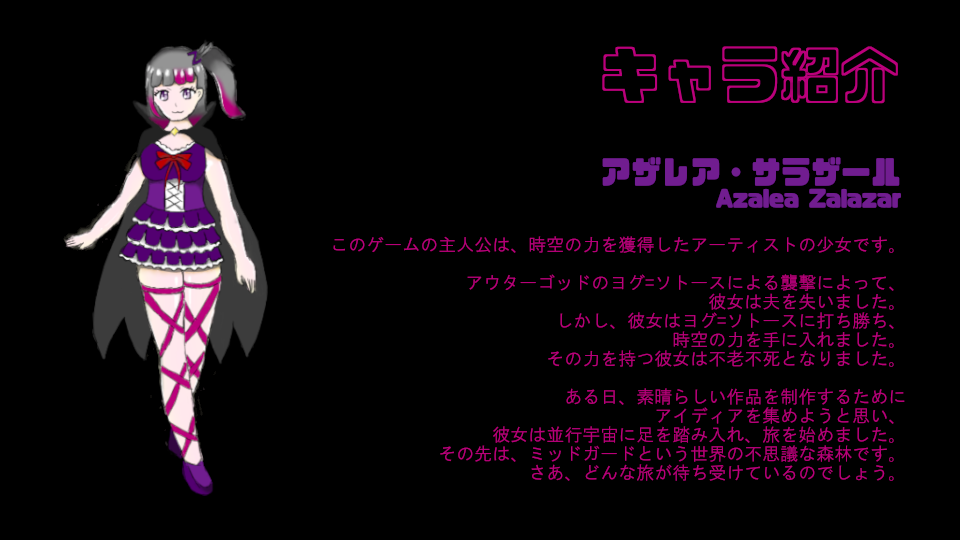 キャラ紹介
アザレア・サラザール
Azalea Zalazar
このゲームの主人公は、時空の力を獲得したアーティストの少女です。
アウターゴッドのヨグ=ソトースによる襲撃によって、
彼女は夫を失いました。
しかし、彼女はヨグ=ソトースに打ち勝ち、
時空の力を手に入れました。
その力を持つ彼女は不老不死となりました。
ある日、素晴らしい作品を制作するために
アイディアを集めようと思い、
彼女は並行宇宙に足を踏み入れ、旅を始めました。
その先は、ミッドガードという世界の不思議な森林です。
さあ、どんな旅が待ち受けているのでしょう。